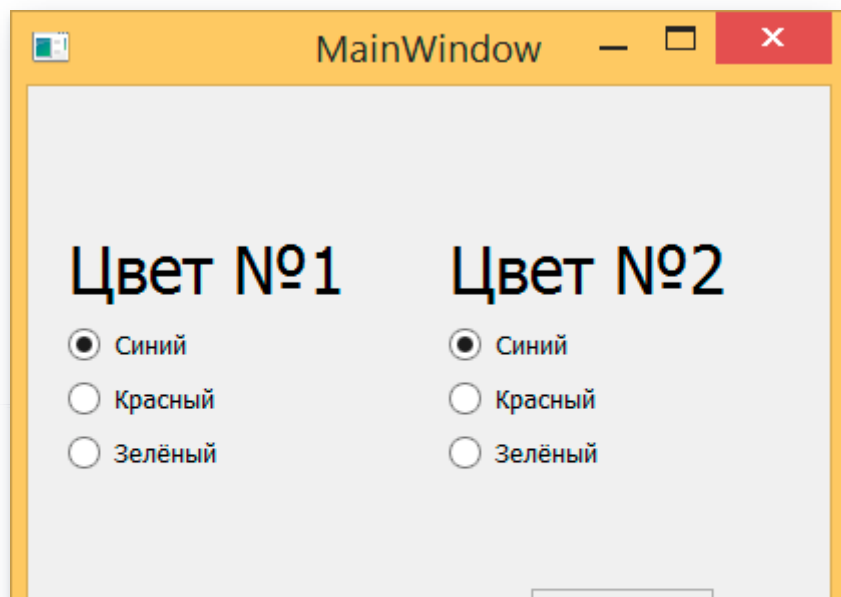 MainWindow
Цвет №1
Синий
Красный
Зелёный
Цвет №2
Синий
Красный
Зелёный